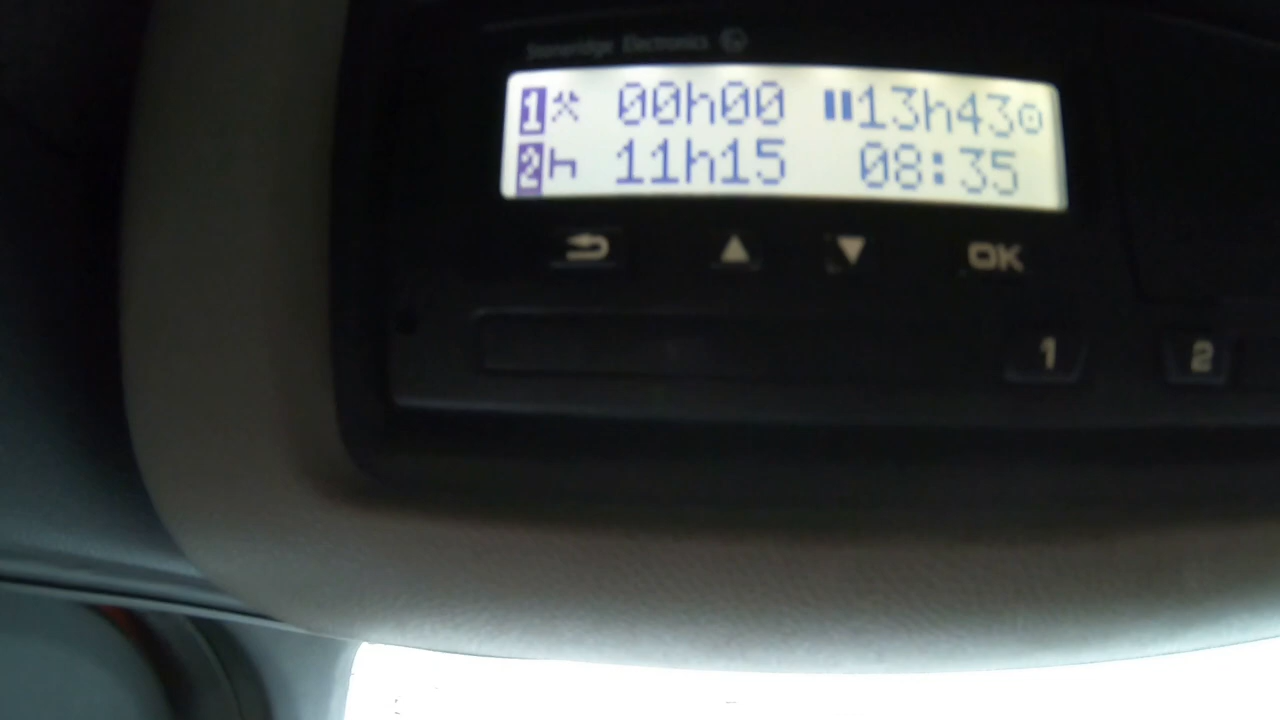 Stoneridge Electronics
1 00h00 13h43
2 11h15 08:35
OK
1 2